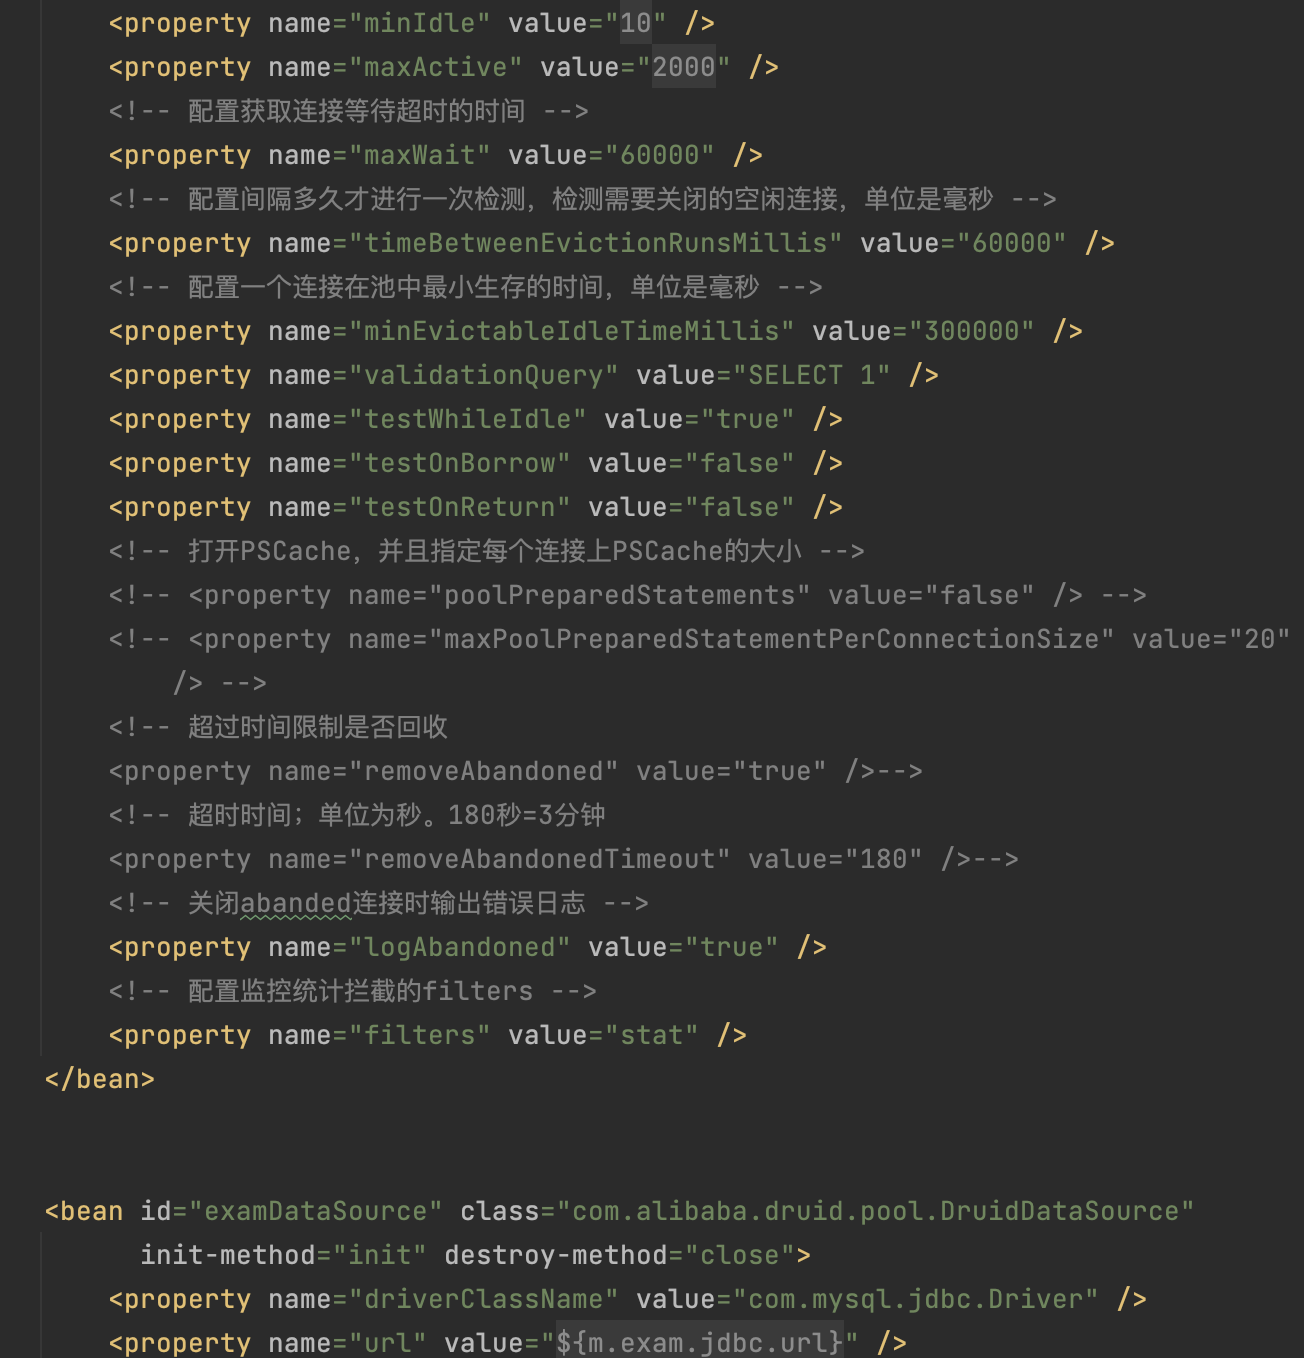 <property name="minIdle" value="10" />
<property name="maxActive" value="2000" />
<!-- 配置获取连接等待超时的时间 -->
<property name="maxWait" value="60000" />
<!-- 配置间隔多久才进行一次检测，检测需要关闭的空闲连接，单位是毫秒 -->
<property name="timeBetweenEvictionRunsMillis" value="60000" />
<!-- 配置一个连接在池中最小生存的时间，单位是毫秒 -->
<property name="minEvictableIdleTimeMillis" value="300000" />
<property name="validationQuery" value="SELECT 1" />
<property name="testWhileIdle" value="true" />
<property name="testOnBorrow" value="false" />
<property name="testOnReturn" value="false" />
<!-- 打开PSCache，并且指定每个连接上PSCache的大小 -->
<!-- <property name="poolPreparedStatements" value="false" /> -->
<!-- <property name="maxPoolPreparedStatementPerConnectionSize" value="20"
/> -->
<!-- 超过时间限制是否回收
<property name="removeAbandoned" value="true" />-->
<!-- 超时时间；单位为秒。180秒=3分钟
<property name="removeAbandonedTimeout" value="180" />-->
<!-- 关闭abanded连接时输出错误日志 -->
<property name="logAbandoned" value="true" />
<!-- 配置监控统计拦截的filters -->
<property name="filters" value="stat" />
</bean>
<bean id="examDataSource" class="com.alibaba.druid.pool.DruidDataSource"
init-method="init" destroy-method="close">
<property name="driverClassName" value="com.mysql.jdbc.Driver" />
<property name="url" value="${m.exam.jdbc.url}" />